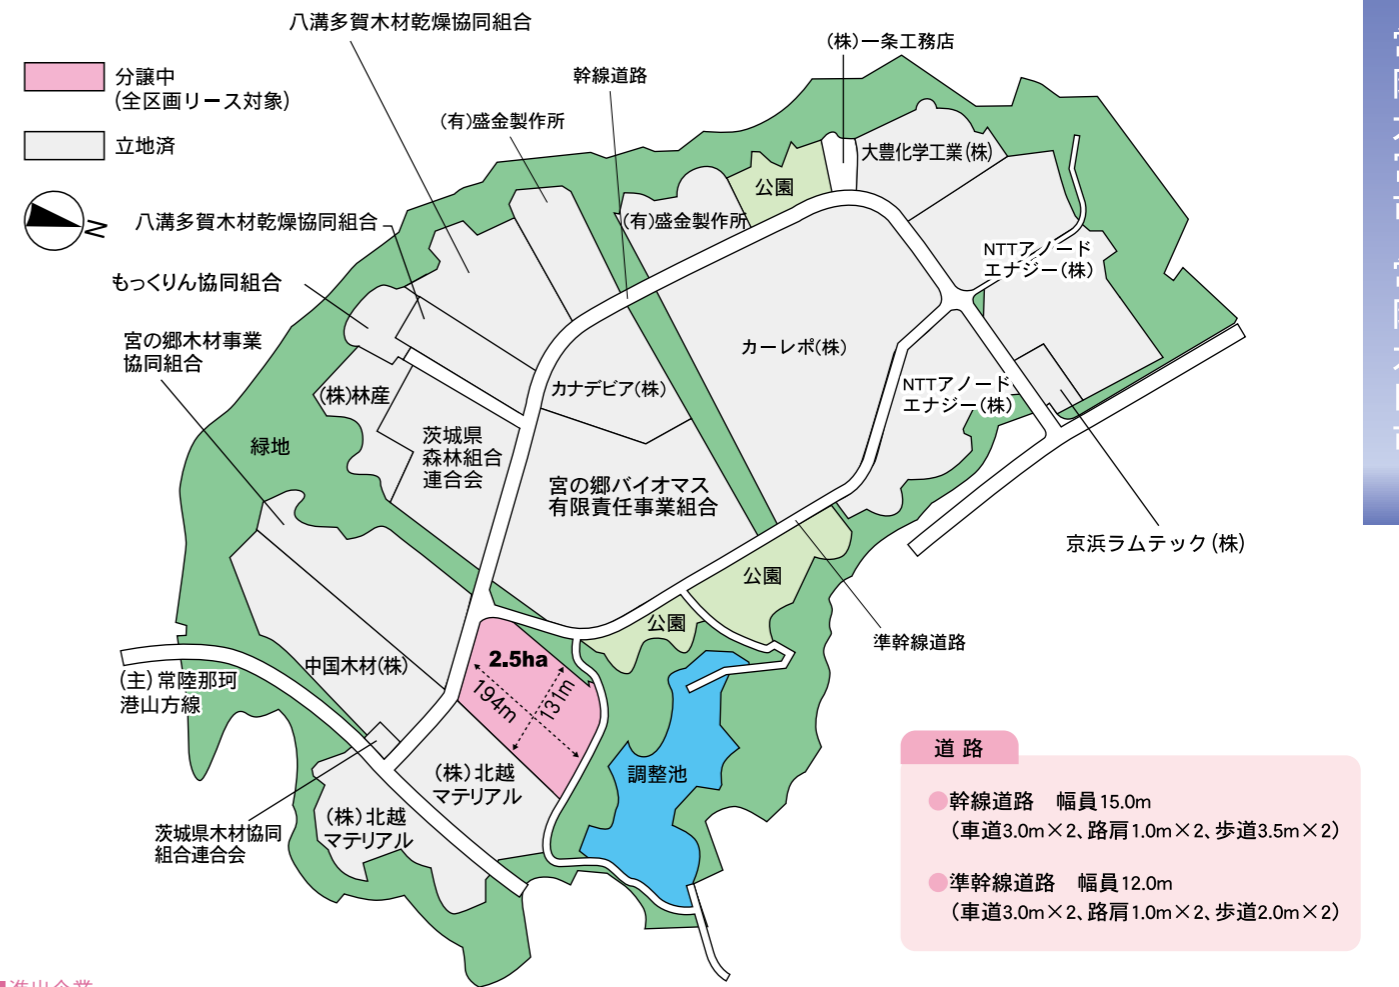 八溝多賀木材乾燥協同組合
(株)一条工務店
分譲中
(全区画リース対象)
幹線道路
(有)盛金製作所
立地済
大豊化学工業(株)
公園
N
八溝多賀木材乾燥協同組合
(有)盛金製作所
NTTアノード
エナジー(株)
もっくりん協同組合
宮の郷木材事業
協同組合
カーレポ(株)
(株)林産
カナデビア(株)
NTTアノード
エナジー(株)
緑地
茨城県
森林組合
連合会
宮の郷バイオマス
有限責任事業組合
京浜ラムテック(株)
公園
公園
準幹線道路
2.5ha
194m
131m
中国木材(株)
(主)常陸那珂
港山方線
(株)北越
マテリアル
調整池
(株)北越
マテリアル
茨城県木材協同
組合連合会
道路
●幹線道路 幅員15.0m
(車道3.0m×2、路肩1.0m×2、歩道3.5m×2)
●準幹線道路 幅員12.0m
(車道3.0m×2、路肩1.0m×2、歩道2.0m×2)